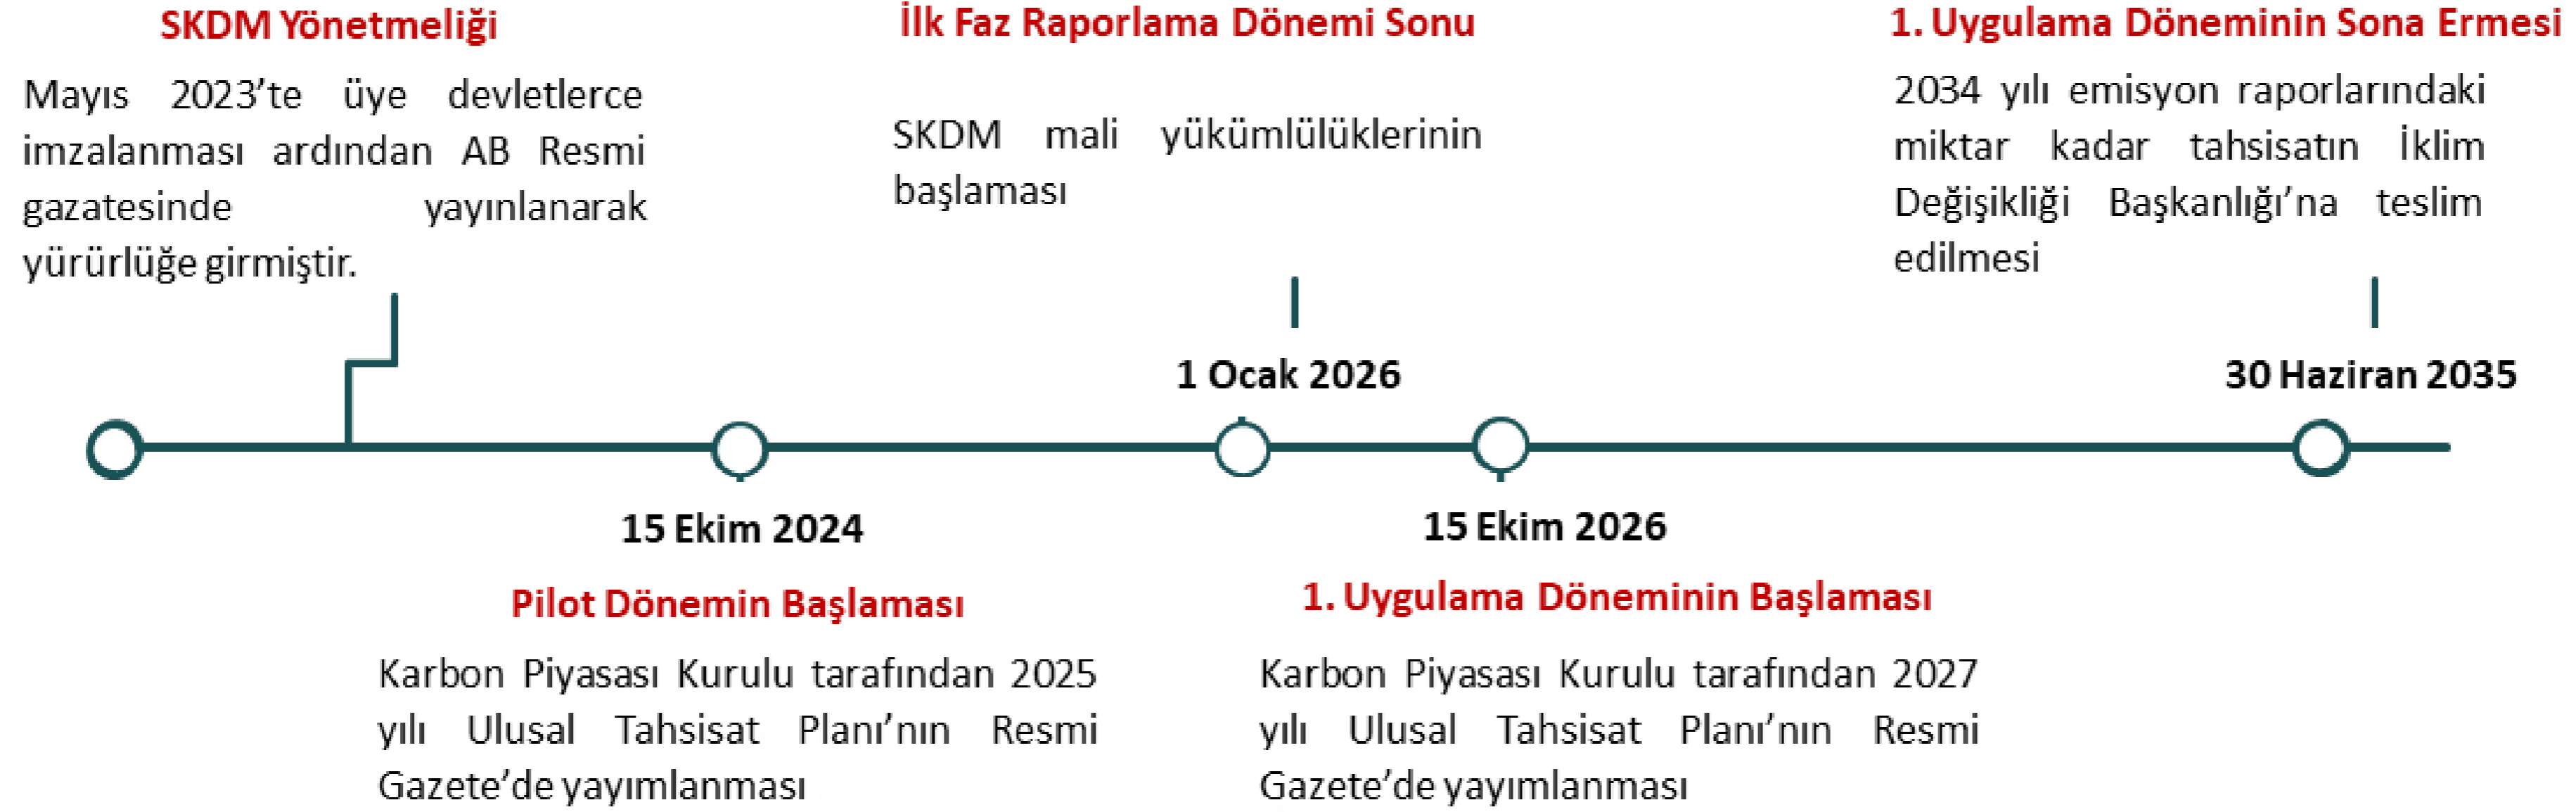 SKDM Yönetmeliği
Mayıs 2023’te üye devletlerce
imzalanması ardından AB Resmi
gazatesinde yayınlanarak
yürürlüğe girmiştir.
İlk Faz Raporlama Dönemi Sonu
SKDM mali yükümlülüklerinin
başlaması
1 Ocak 2026
1. Uygulama Döneminin Sona Ermesi
2034 yılı emisyon raporlarındaki
miktar kadar tahsisatın İklim
Değişikliği Başkanlığı’na teslim
edilmesi
30 Haziran 2035
15 Ekim 2024
Pilot Dönemin Başlaması
Karbon Piyasası Kurulu tarafından 2025
yılı Ulusal Tahsisat Planı’nın Resmi
Gazete’de yayımlanması
15 Ekim 2026
1. Uygulama Döneminin Başlaması
Karbon Piyasası Kurulu tarafından 2027
yılı Ulusal Tahsisat Planı’nın Resmi
Gazete’de yayımlanması